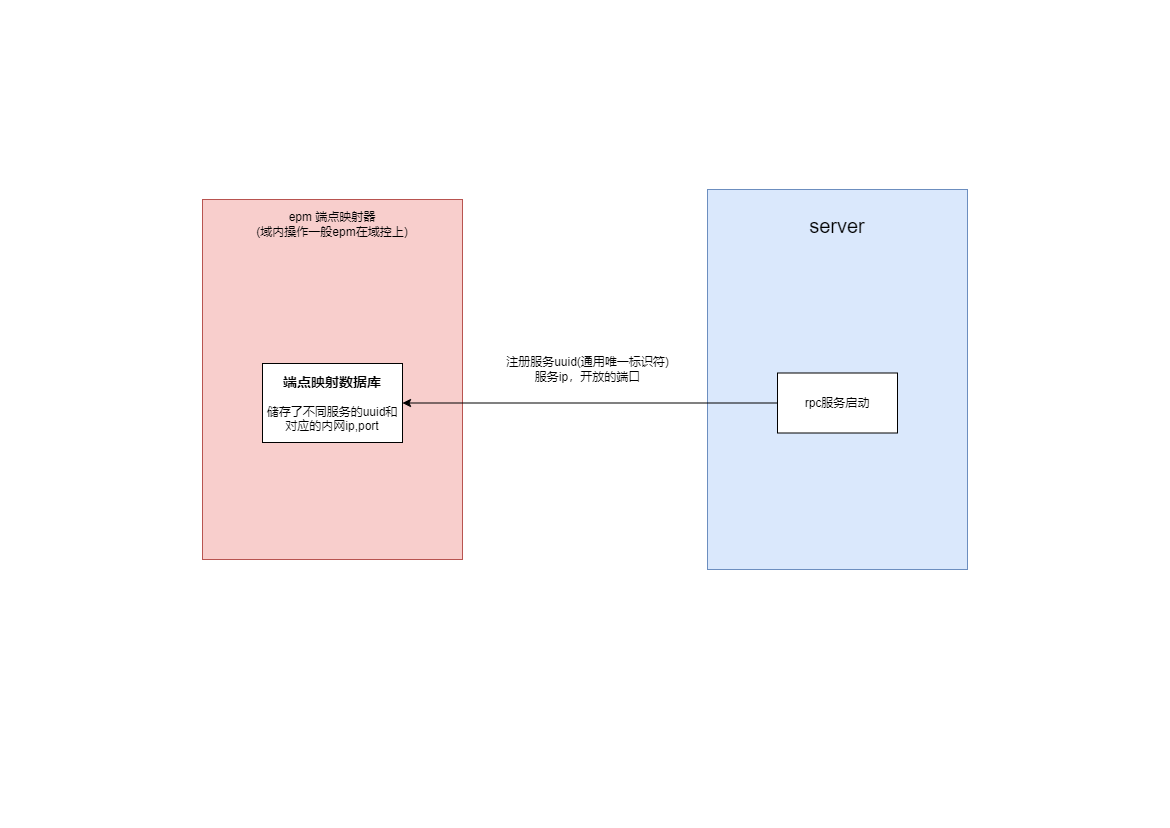 epm 端点映射器
(域内操作一般epm在域控上)
server
注册服务uuid(通用唯一标识符)
服务ip，开放的端口
端点映射数据库
储存了不同服务的uuid和
对应的内网ip,port
rpc服务启动